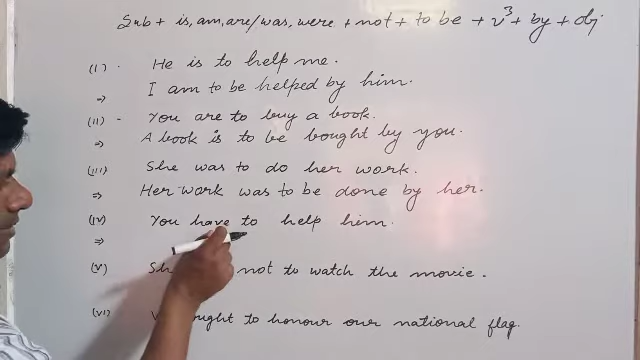 Sub + is, am, are/was, were + not + to be + v³ + by + obj
(I) · He is to help me.
⇒ I am to be helped by him.
(II) - You are to buy a book.
⇒ A book is to be bought by you.
(III) She was to do her work.
⇒ Her work was to be done by her.
(IV) You have to help him.
⇒
(V) not to watch the movie.
(VI) ought to honour our national flag.